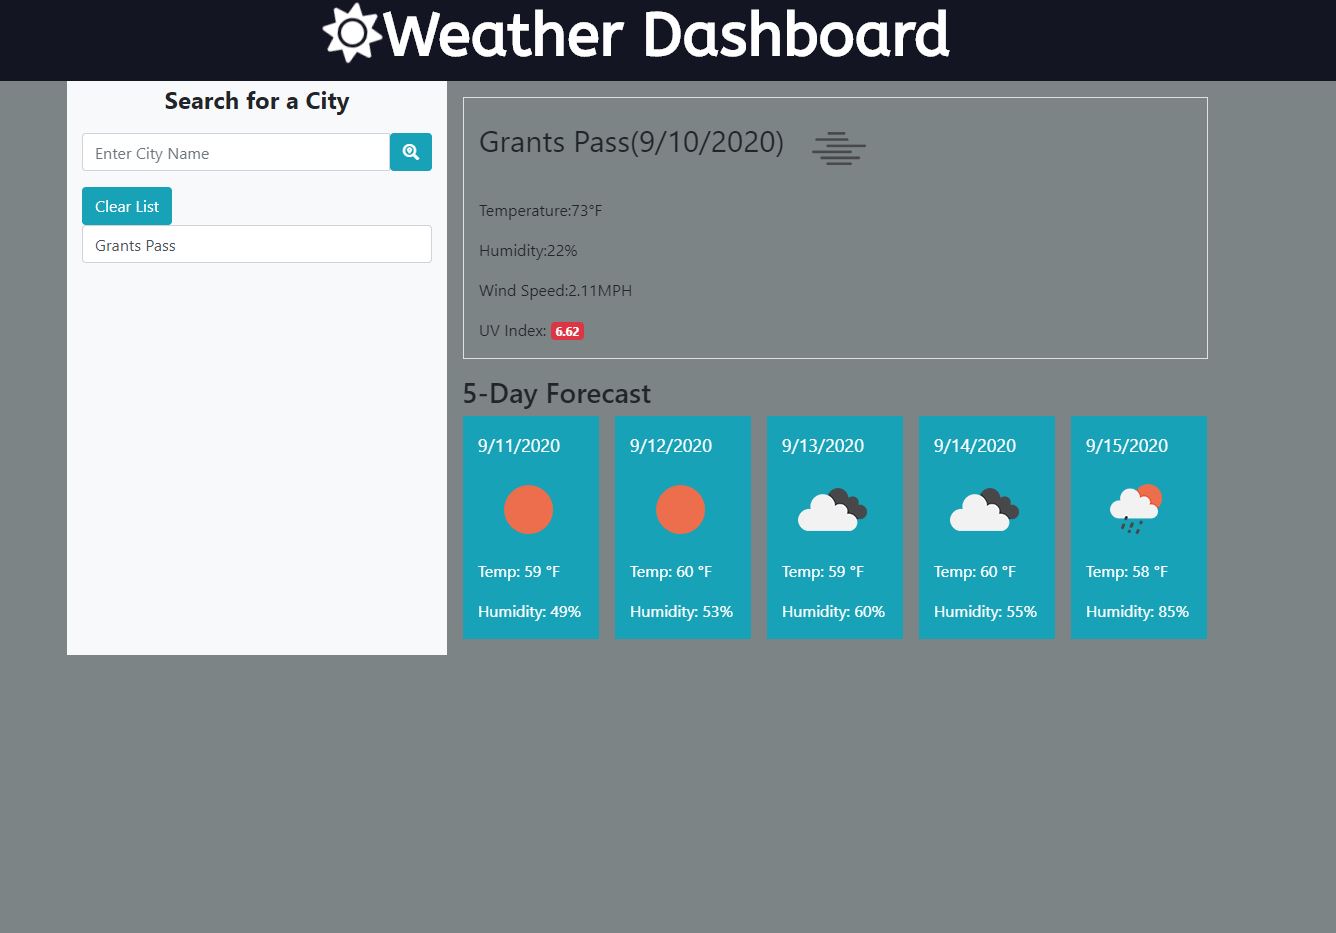 Weather Dashboard
Search for a City
Enter City Name
Clear List
Grants Pass
Grants Pass(9/10/2020)
Temperature:73°F
Humidity:22%
Wind Speed:2.11MPH
UV Index: 6.62
5-Day Forecast
9/11/2020
Temp: 59 °F
Humidity: 49%
9/12/2020
Temp: 60 °F
Humidity: 53%
9/13/2020
Temp: 59 °F
Humidity: 60%
9/14/2020
Temp: 60 °F
Humidity: 55%
9/15/2020
Temp: 58 °F
Humidity: 85%